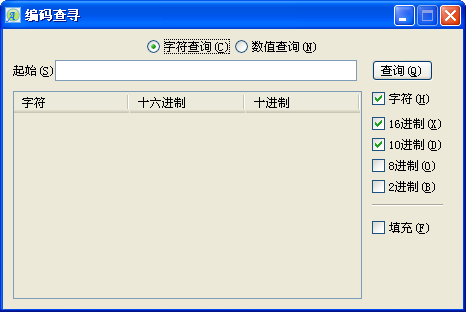 编码查寻
字符查询(C) 数值查询(N)
起始(S) 查询(Q)
字符 十六进制 十进制
字符(H)
16进制(X)
10进制(D)
8进制(O)
2进制(B)
填充(F)